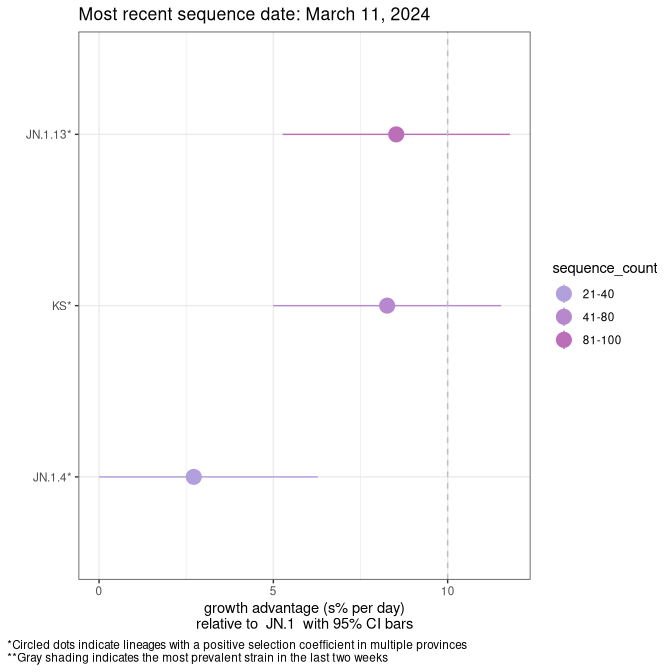 Most recent sequence date: March 11, 2024
JN.1.13*
KS*
JN.1.4*
0
5
10
growth advantage (s% per day)
relative to JN.1 with 95% CI bars
sequence_count
21-40
41-80
81-100
*Circled dots indicate lineages with a positive selection coefficient in multiple provinces
**Gray shading indicates the most prevalent strain in the last two weeks